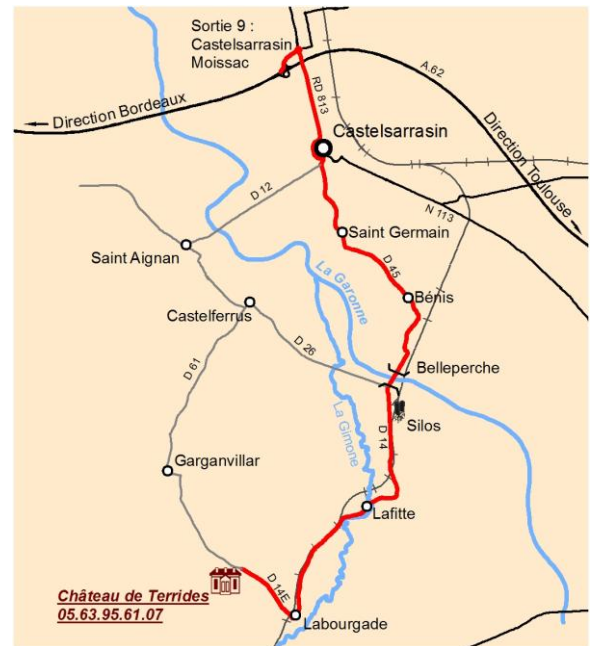 Sortie 9 :
Castelsarrasin
Moissac
A.62
RD 813
Direction Bordeaux
Castelsarrasin
Direction Toulouse
D 12
N 113
Saint Germain
Saint Aignan
D 45
La Garonne
Bénis
Castelferrus
D 26
Belleperche
D 61
Silos
La Gimone
D 14
Garganvillar
Lafitte
D 14E
Château de Terrides
05.63.95.61.07
Labourgade